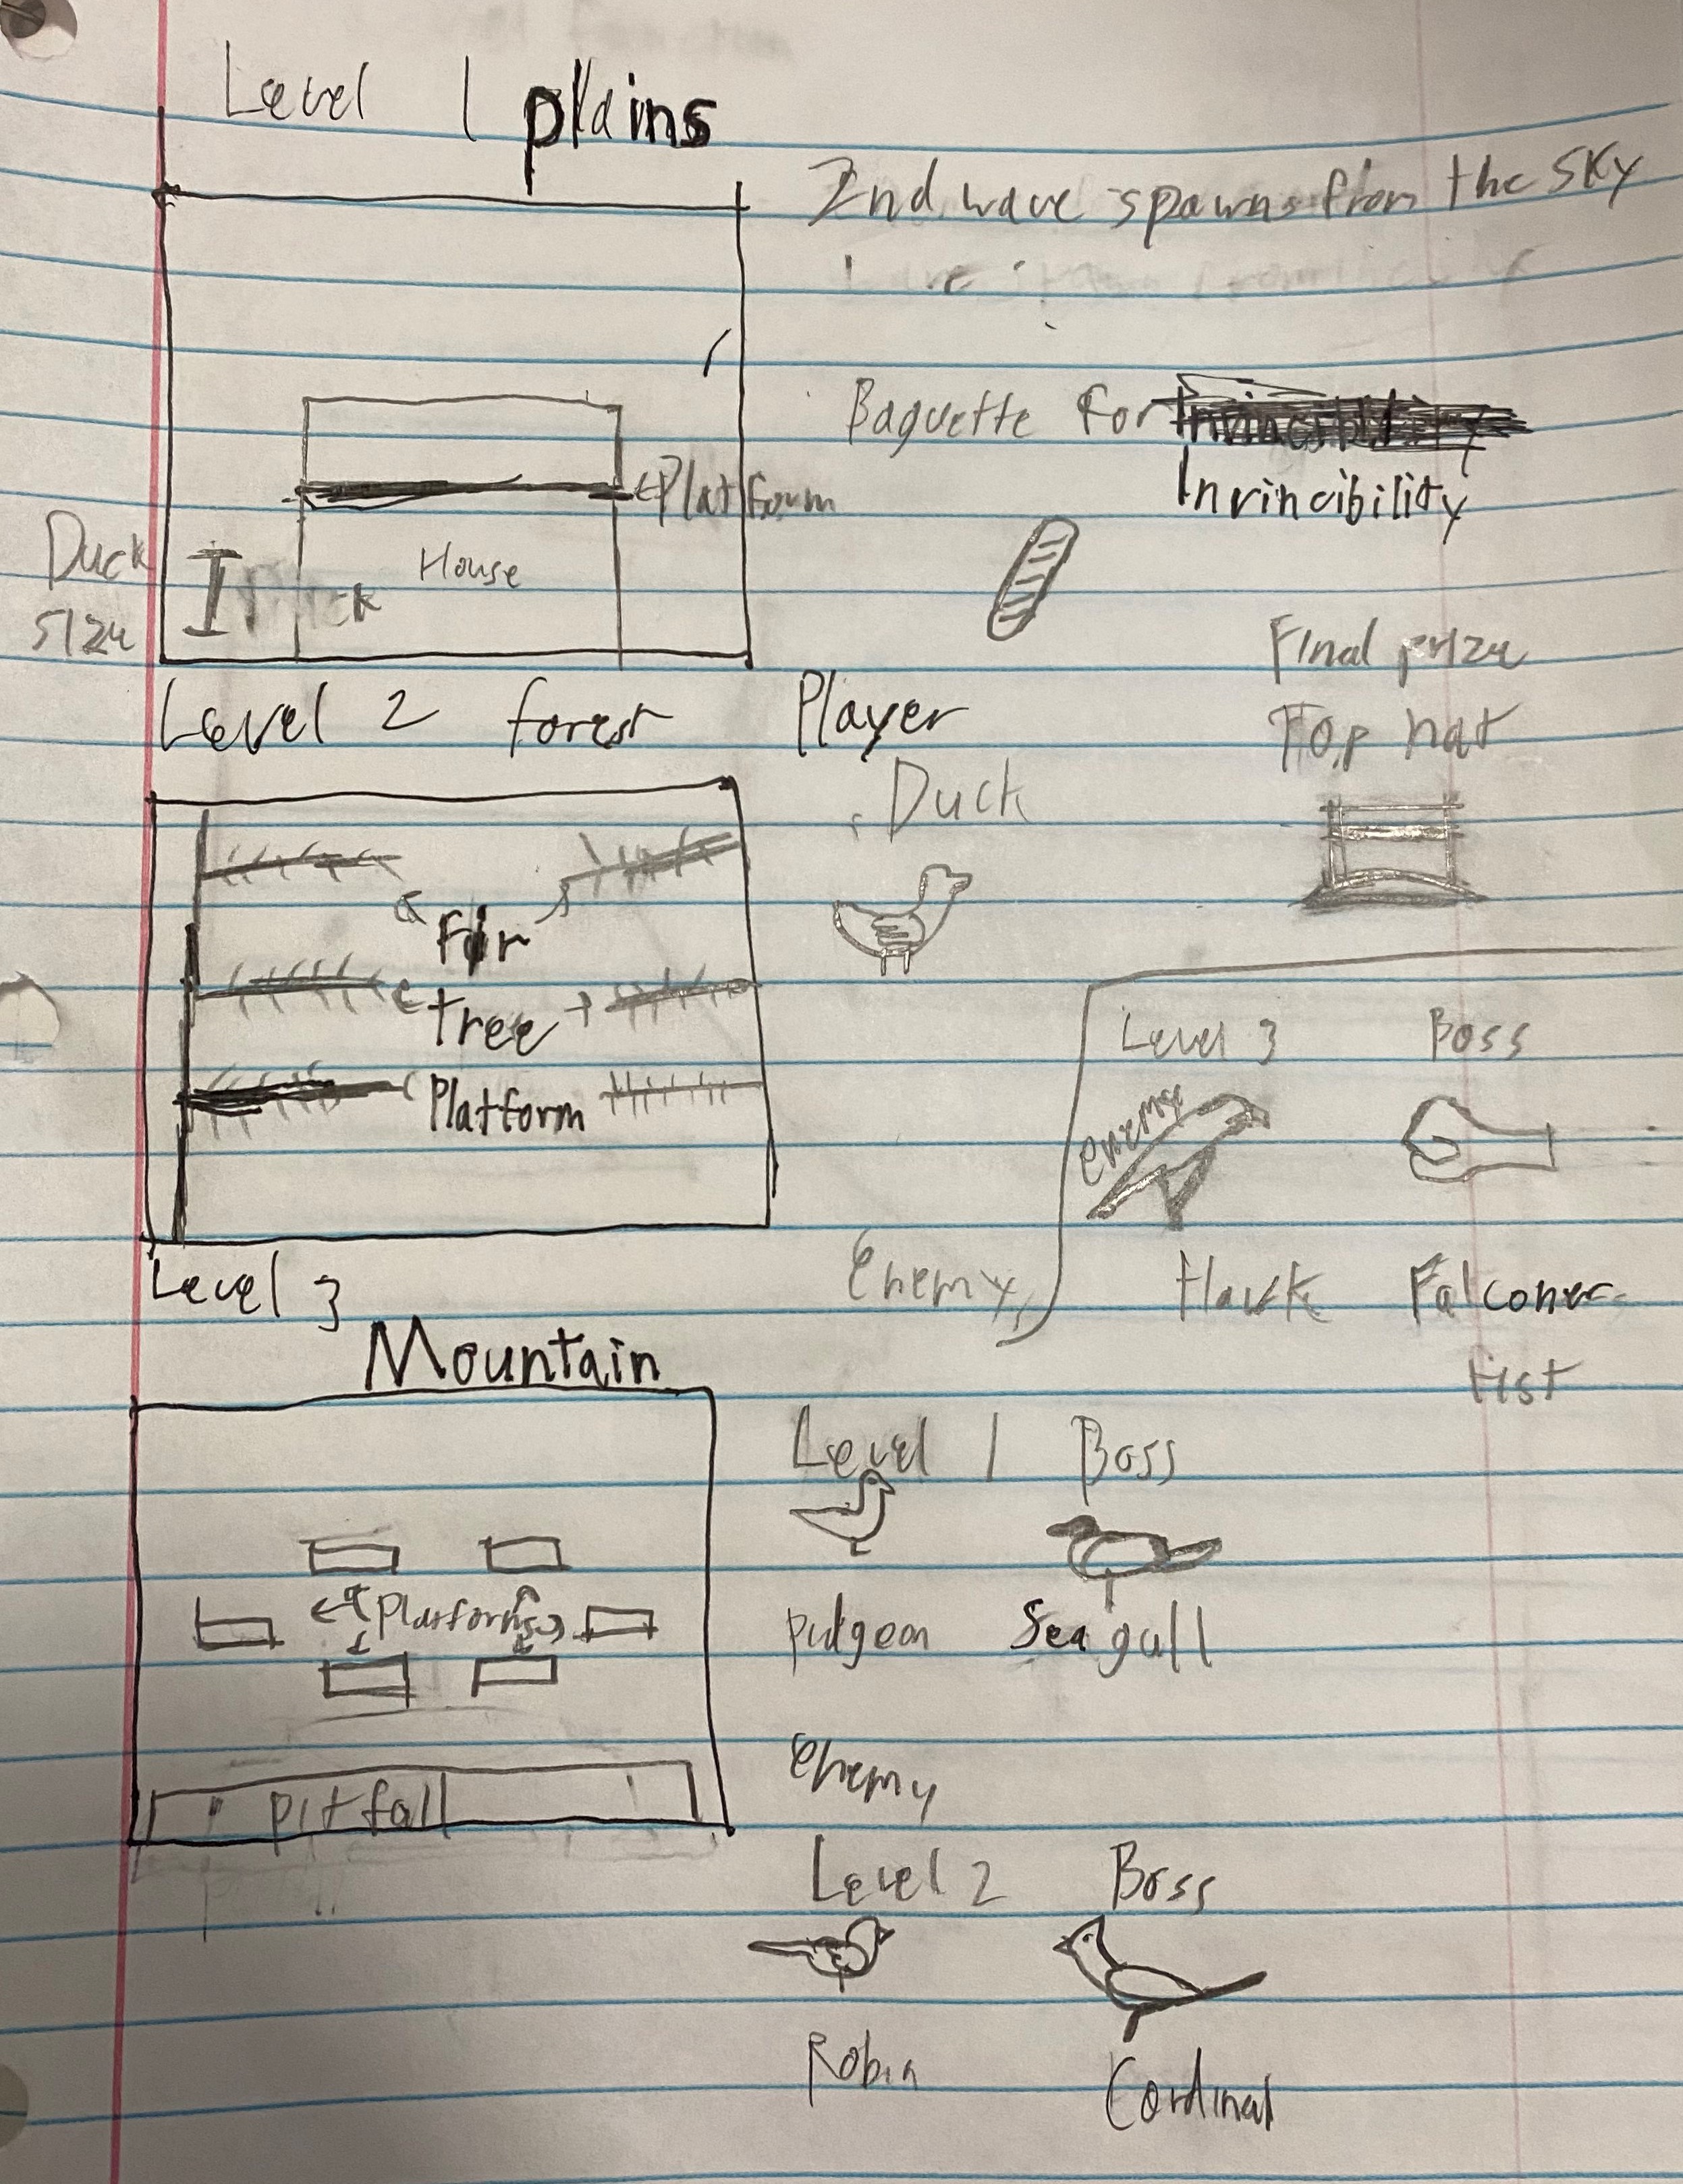 Level 1 plains
2nd wave spawns from the sky
Baguette for
Invincibility
Platform
House
Duck
size
Final prize
Top hat
Level 2 forest
Player
Duck
Fir
tree
Platform
Level 3 Boss
enemy
Hawk Falconer
fist
Enemy
Level 3
Mountain
Level 1 Boss
Platforms
pidgeon Seagull
pitfall
Enemy
Level 2 Boss
Robin Cardinal